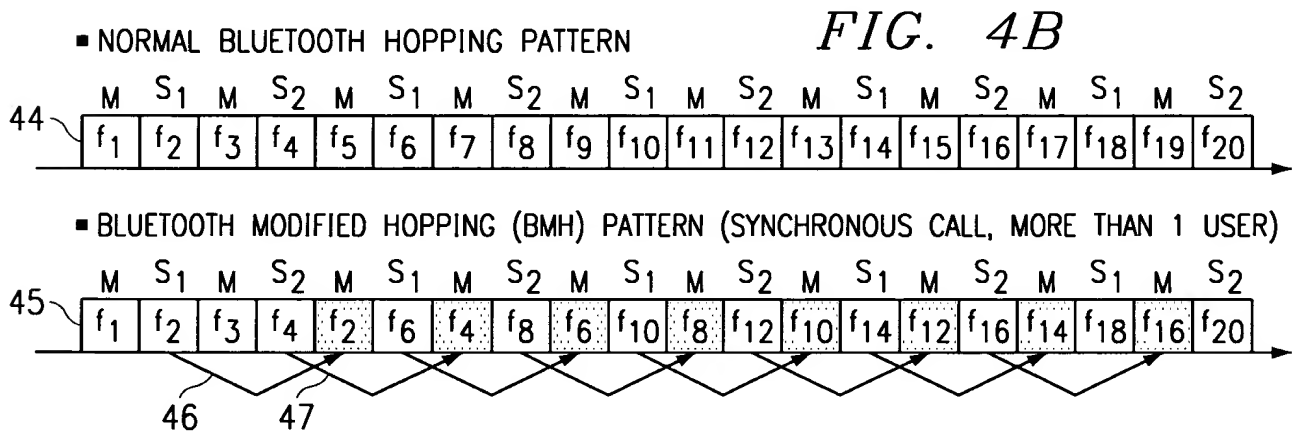 FIG. 4B
■ NORMAL BLUETOOTH HOPPING PATTERN
M S1 M S2 M S1 M S2 M S1 M S2 M S1 M S2 M S1 M S2
44 f1 f2 f3 f4 f5 f6 f7 f8 f9 f10 f11 f12 f13 f14 f15 f16 f17 f18 f19 f20
■ BLUETOOTH MODIFIED HOPPING (BMH) PATTERN (SYNCHRONOUS CALL, MORE THAN 1 USER)
M S1 M S2 M S1 M S2 M S1 M S2 M S1 M S2 M S1 M S2
45 f1 f2 f3 f4 f2 f6 f4 f8 f6 f10 f8 f12 f10 f14 f12 f16 f14 f18 f16 f20
46 47